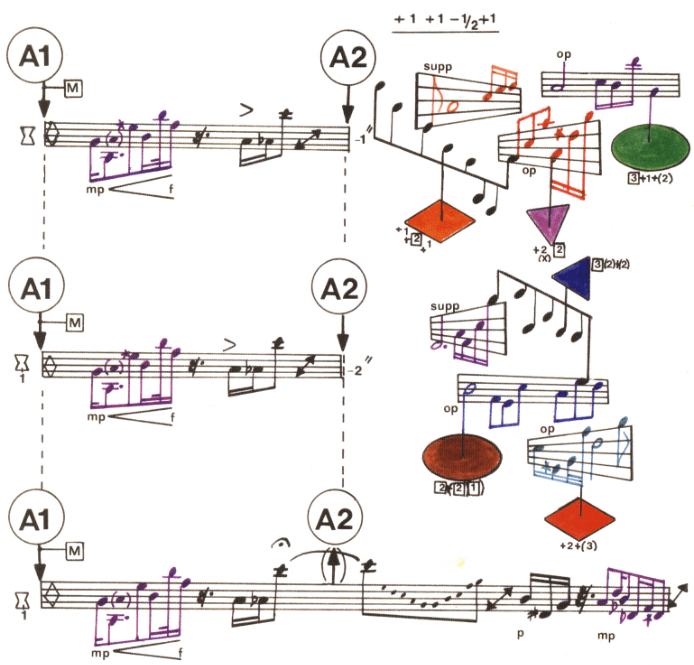 +1 +1 -1/2 +1
A1
A2
M
supp
op
-1"
mp f
op
3+1+(2)
+1
+2
+1
+2 2
(x)
A1
A2
M
3(2)+(2)
supp
1
-2"
mp f
op
op
2+(2)(1)
+2+(3)
A1
A2
M
1
mp f
p
mp